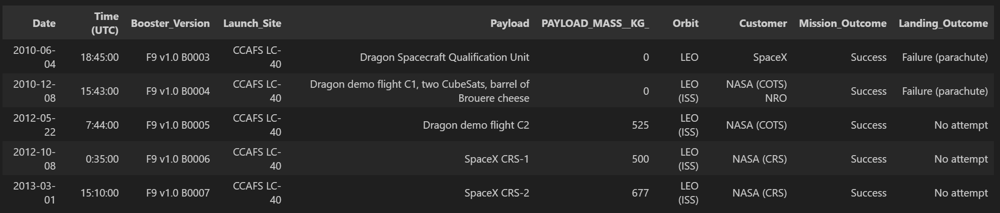 Date Time (UTC) Booster_Version Launch_Site Payload PAYLOAD_MASS__KG_ Orbit Customer Mission_Outcome Landing_Outcome
2010-06-04 18:45:00 F9 v1.0 B0003 CCAFS LC-40 Dragon Spacecraft Qualification Unit 0 LEO SpaceX Success Failure (parachute)
2010-12-08 15:43:00 F9 v1.0 B0004 CCAFS LC-40 Dragon demo flight C1, two CubeSats, barrel of Brouere cheese 0 LEO (ISS) NASA (COTS) NRO Success Failure (parachute)
2012-05-22 7:44:00 F9 v1.0 B0005 CCAFS LC-40 Dragon demo flight C2 525 LEO (ISS) NASA (COTS) Success No attempt
2012-10-08 0:35:00 F9 v1.0 B0006 CCAFS LC-40 SpaceX CRS-1 500 LEO (ISS) NASA (CRS) Success No attempt
2013-03-01 15:10:00 F9 v1.0 B0007 CCAFS LC-40 SpaceX CRS-2 677 LEO (ISS) NASA (CRS) Success No attempt